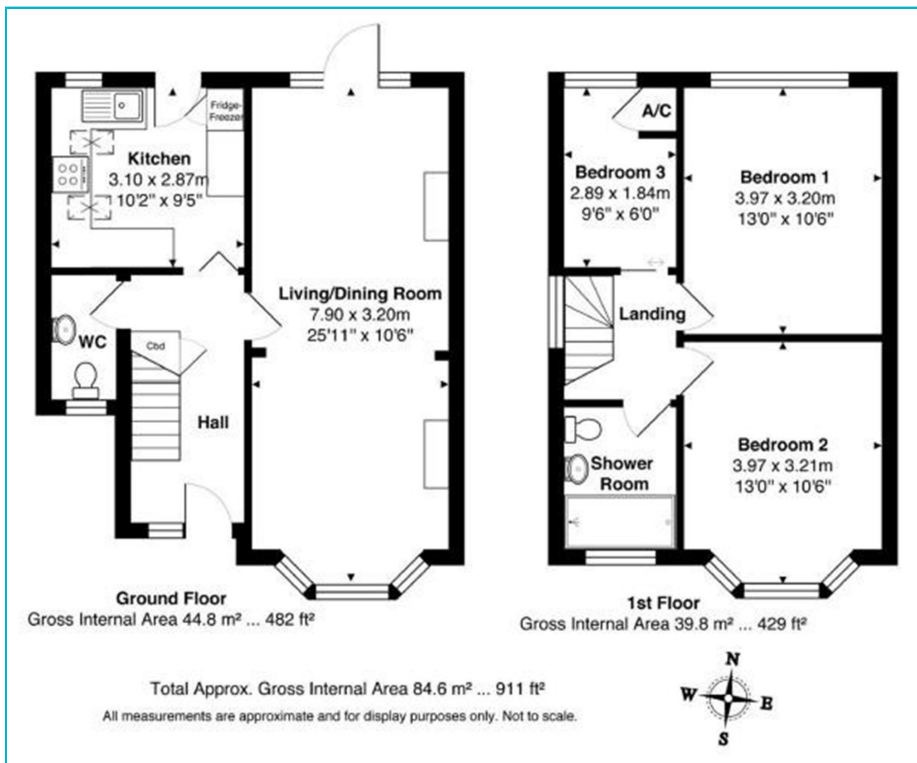 Fridge-
Freezer
Kitchen
3.10 x 2.87m
10'2" x 9'5"
Living/Dining Room
7.90 x 3.20m
25'11" x 10'6"
WC
Cbd
Hall
Ground Floor
Gross Internal Area 44.8 m² ... 482 ft²
A/C
Bedroom 3
2.89 x 1.84m
9'6" x 6'0"
Bedroom 1
3.97 x 3.20m
13'0" x 10'6"
Landing
Bedroom 2
3.97 x 3.21m
13'0" x 10'6"
Shower
Room
1st Floor
Gross Internal Area 39.8 m² ... 429 ft²
Total Approx. Gross Internal Area 84.6 m² ... 911 ft²
All measurements are approximate and for display purposes only. Not to scale.
N
W E
S